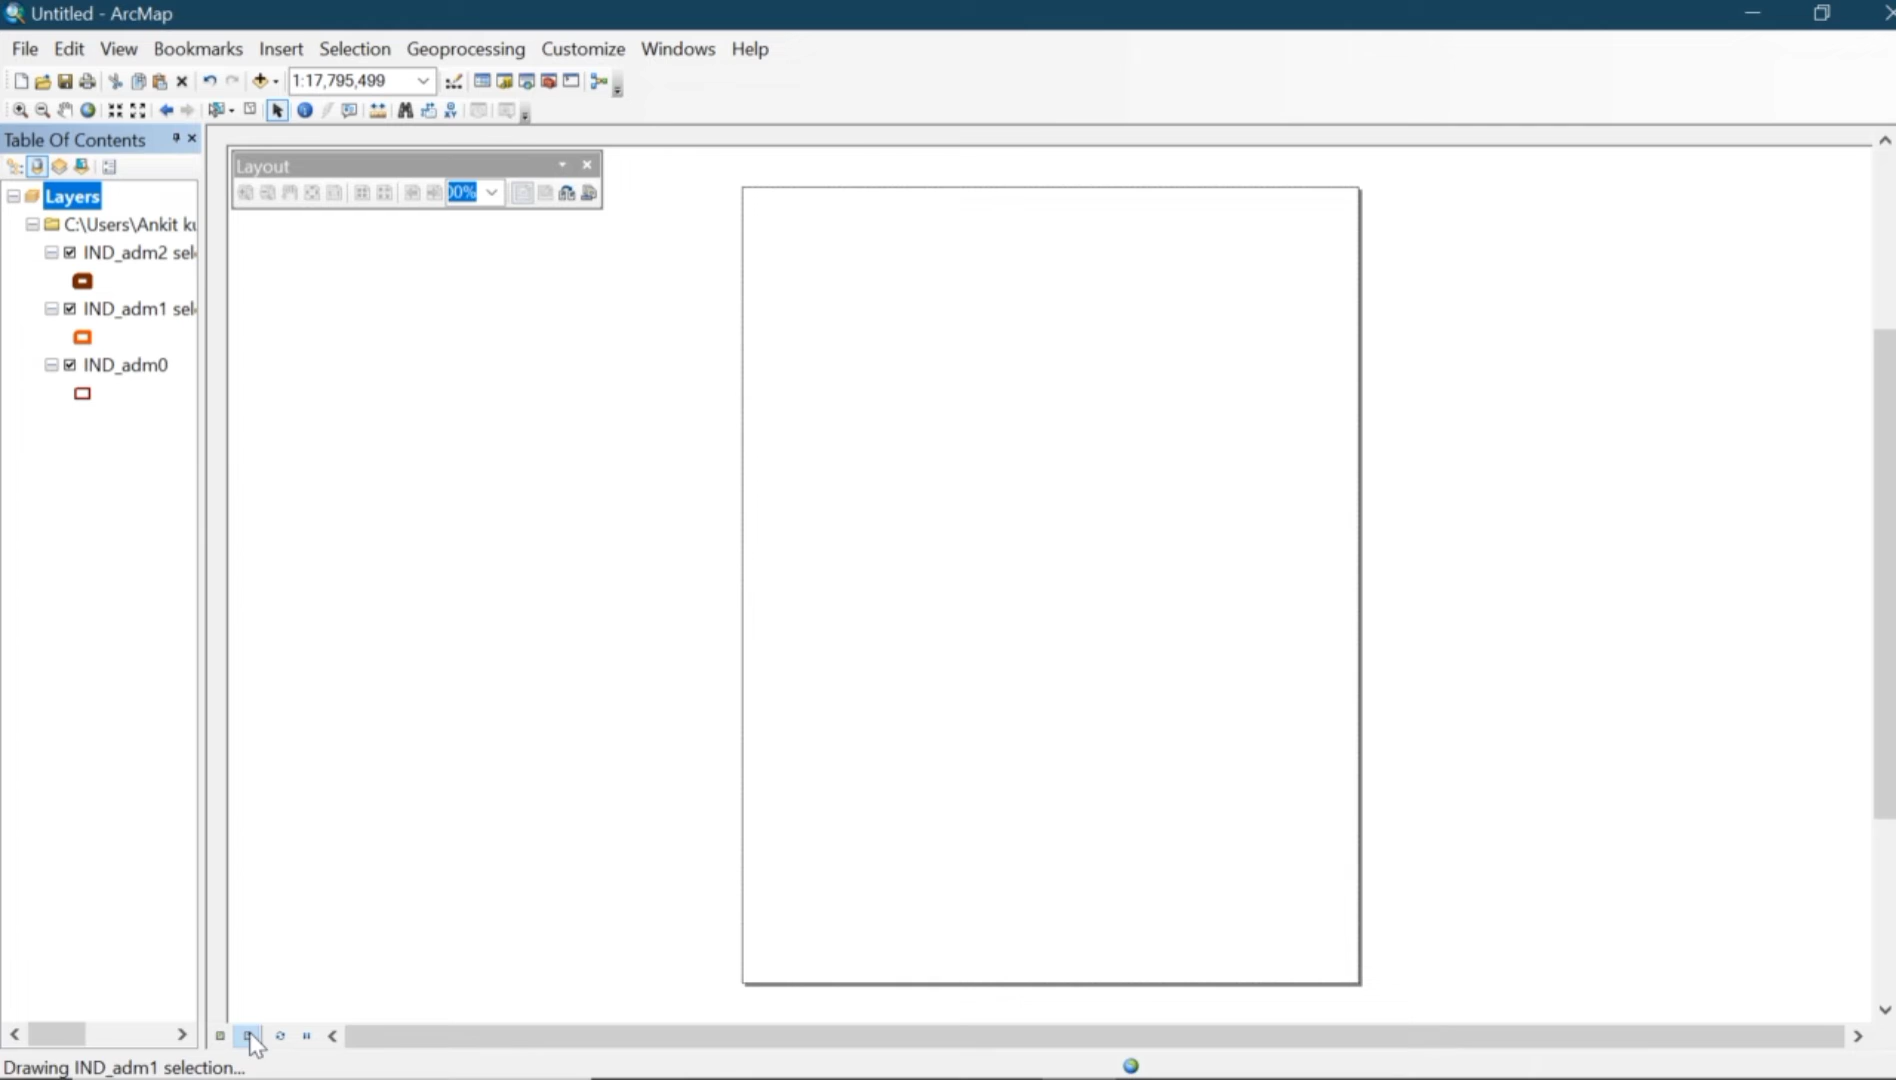 Untitled - ArcMap
File Edit View Bookmarks Insert Selection Geoprocessing Customize Windows Help
1:17,795,499
Table Of Contents
Layout
00%
Layers
C:\Users\Ankit ku
IND_adm2 sel
IND_adm1 sel
IND_adm0
Drawing IND_adm1 selection...